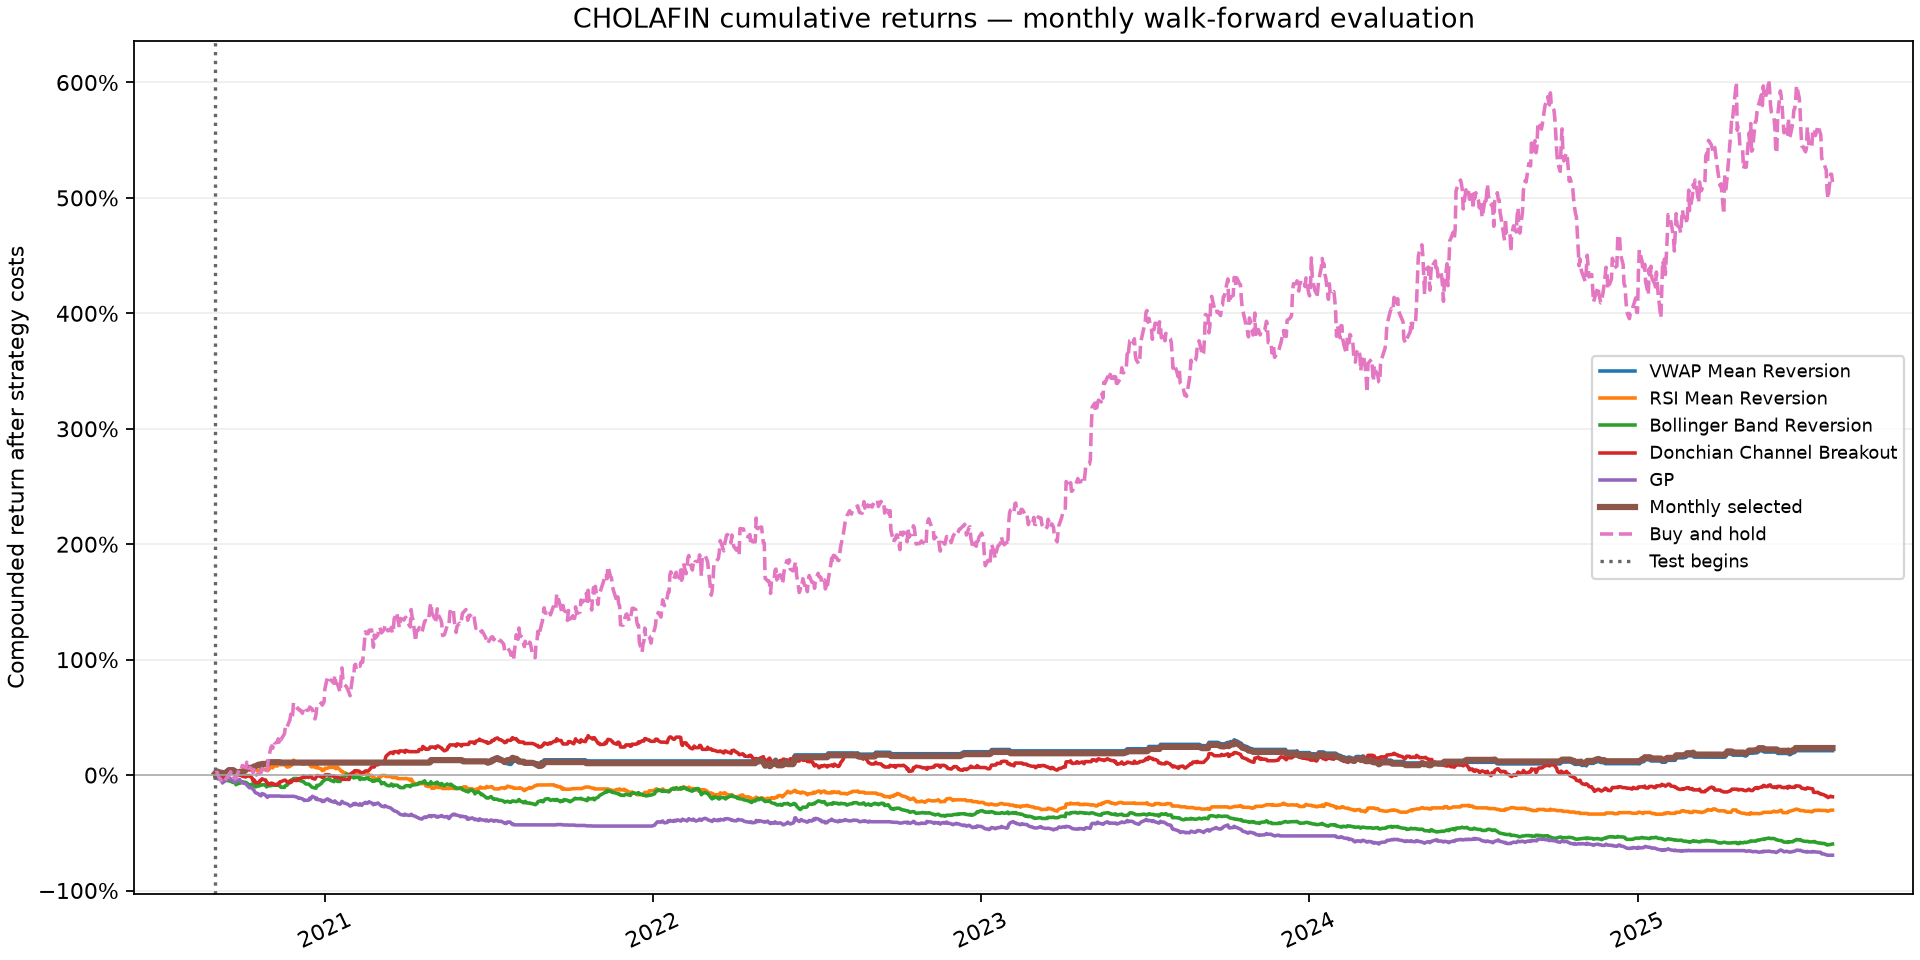 CHOLAFIN cumulative returns — monthly walk-forward evaluation
Compounded return after strategy costs
600%
500%
400%
300%
200%
100%
0%
−100%
VWAP Mean Reversion
RSI Mean Reversion
Bollinger Band Reversion
Donchian Channel Breakout
GP
Monthly selected
Buy and hold
Test begins
2021
2022
2023
2024
2025